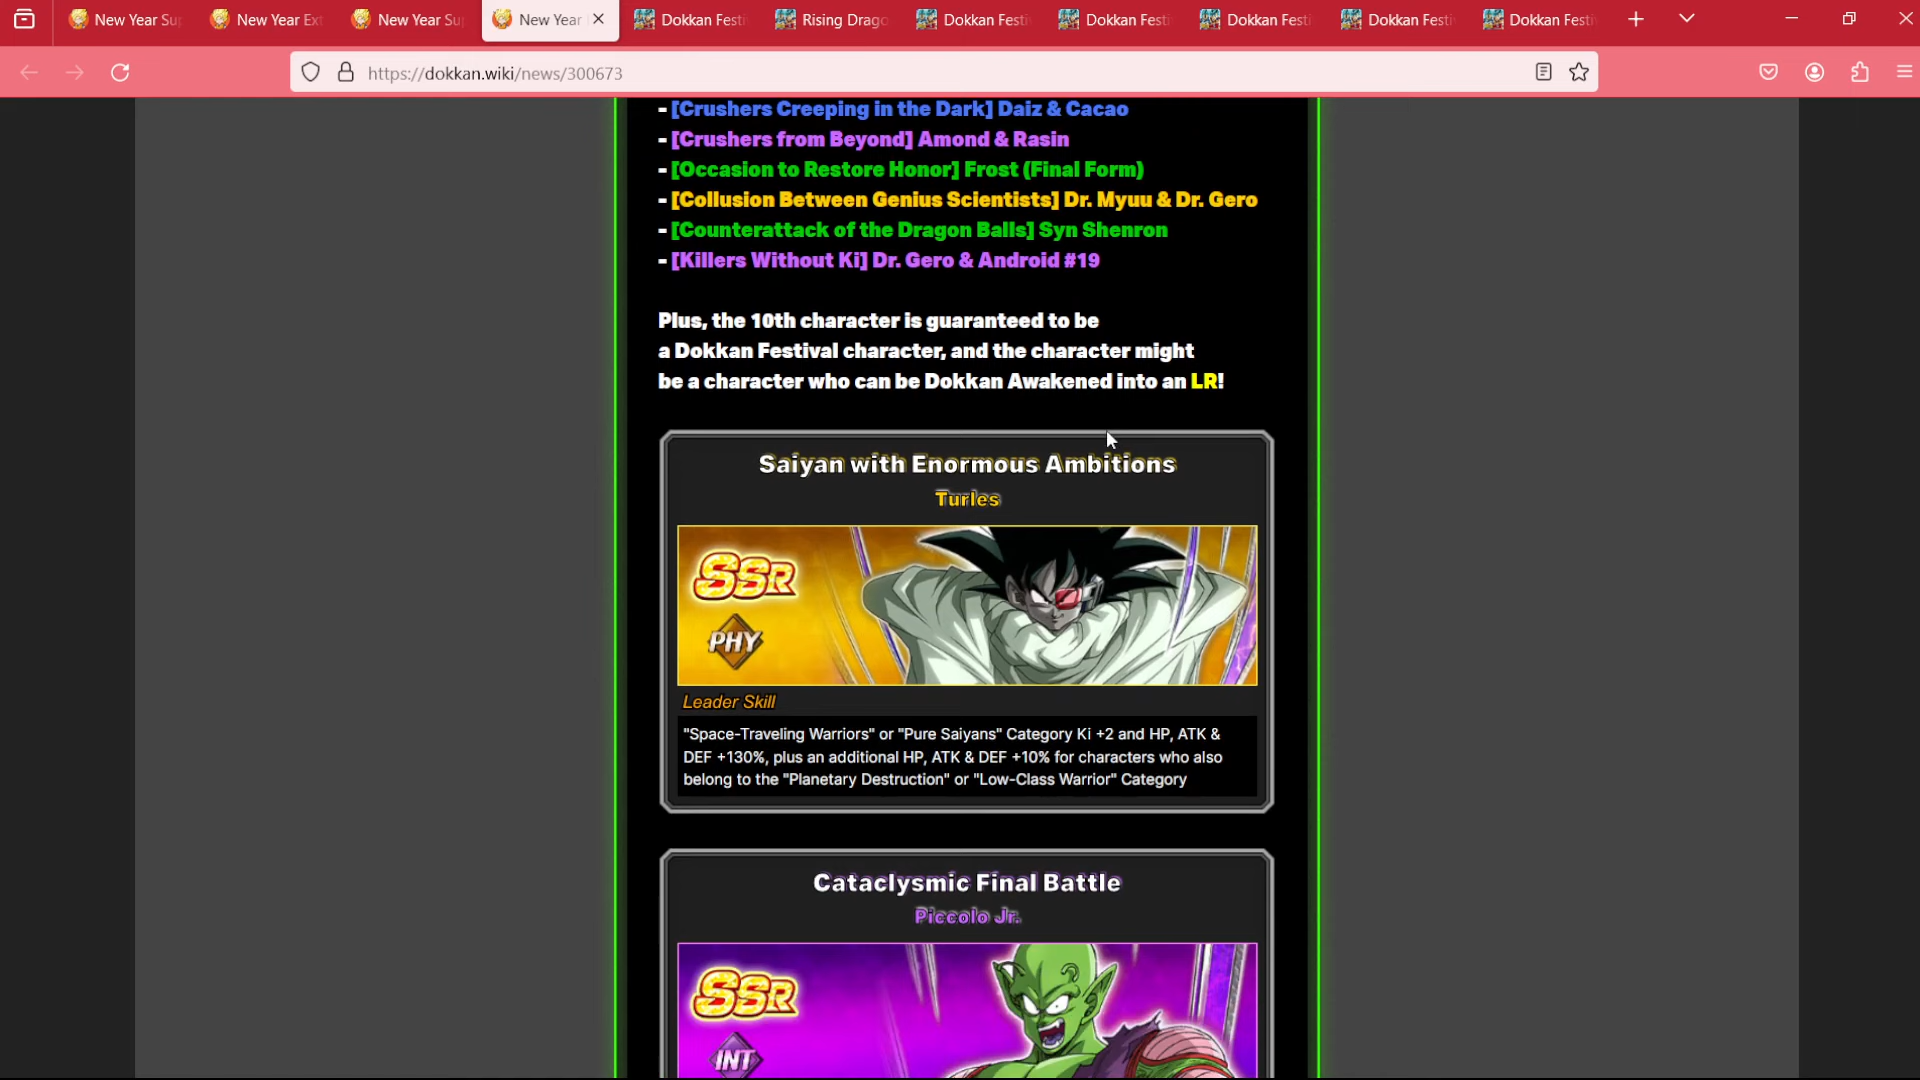 New Year Su
New Year Ext
New Year Su
New Year
Dokkan Festi
Rising Drago
Dokkan Festi
Dokkan Festi
Dokkan Festi
Dokkan Festi
Dokkan Festi
https://dokkan.wiki/news/300673
- [Crushers Creeping in the Dark] Daiz & Cacao
- [Crushers from Beyond] Amond & Rasin
- [Occasion to Restore Honor] Frost (Final Form)
- [Collusion Between Genius Scientists] Dr. Myuu & Dr. Gero
- [Counterattack of the Dragon Balls] Syn Shenron
- [Killers Without Ki] Dr. Gero & Android #19
Plus, the 10th character is guaranteed to be
a Dokkan Festival character, and the character might
be a character who can be Dokkan Awakened into an LR!
Saiyan with Enormous Ambitions
Turles
SSR
PHY
Leader Skill
"Space-Traveling Warriors" or "Pure Saiyans" Category Ki +2 and HP, ATK &
DEF +130%, plus an additional HP, ATK & DEF +10% for characters who also
belong to the "Planetary Destruction" or "Low-Class Warrior" Category
Cataclysmic Final Battle
Piccolo Jr.
SSR
INT